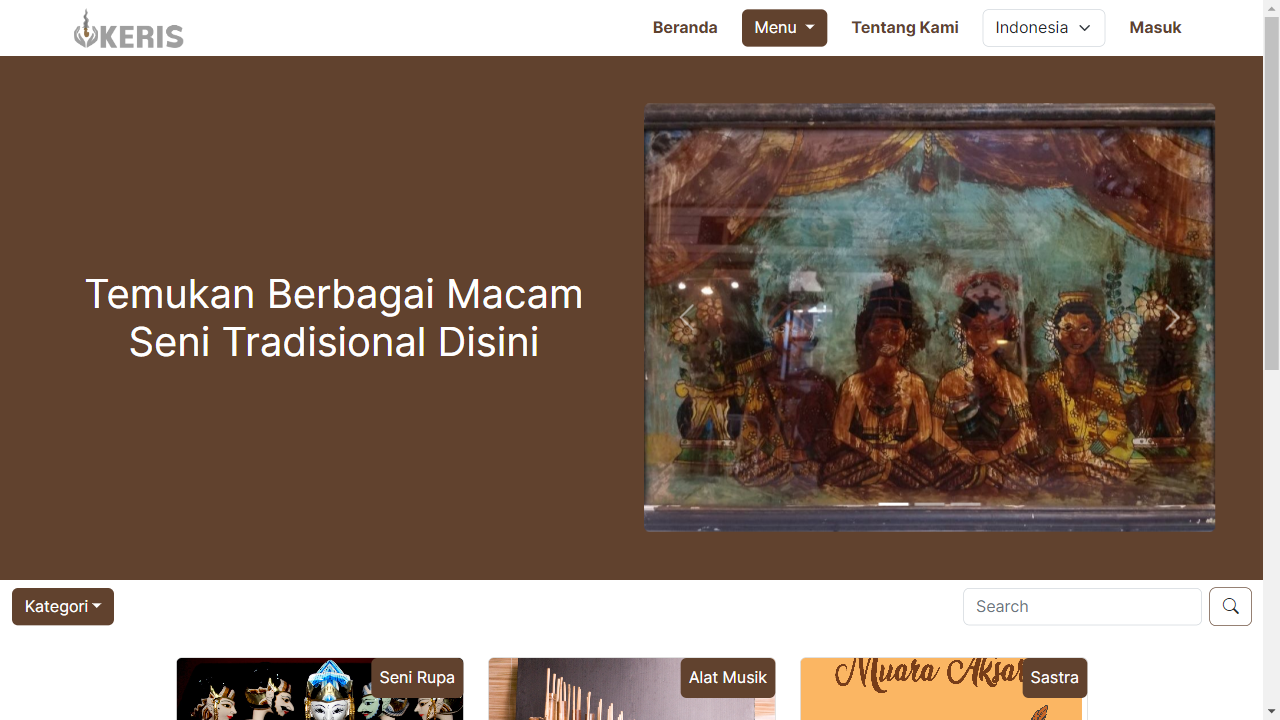 KERIS
Beranda
Menu
Tentang Kami
Indonesia
Masuk
Temukan Berbagai Macam
Seni Tradisional Disini
Kategori
Search
Seni Rupa
Alat Musik
Muara
Sastra